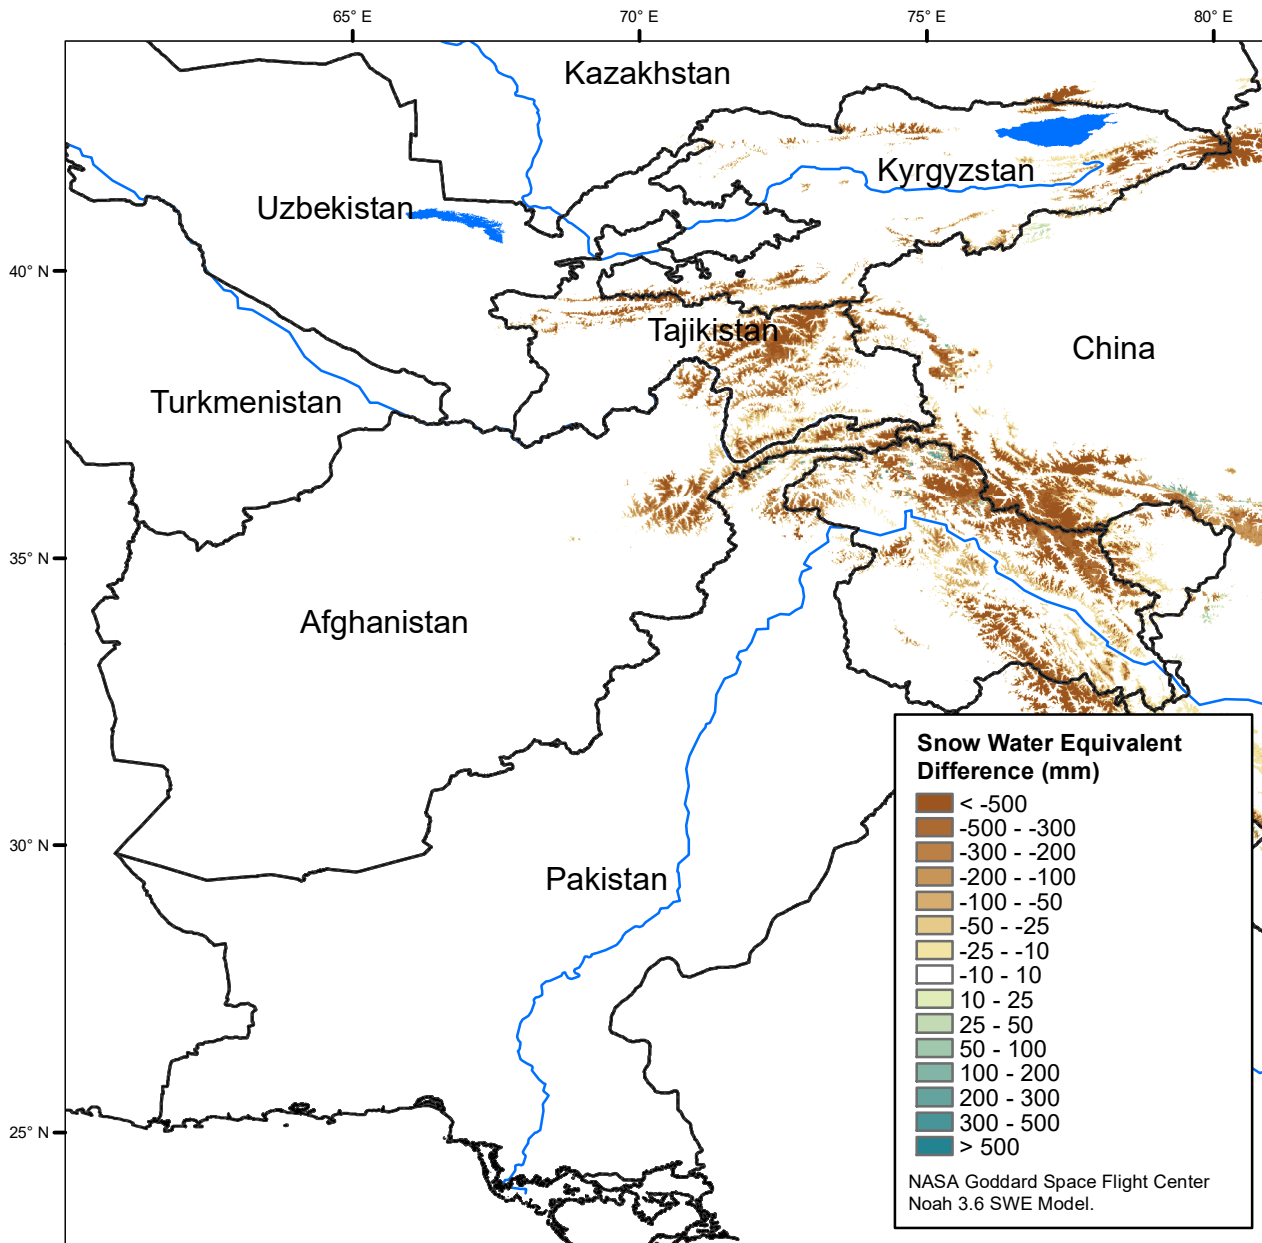 65° E
70° E
75° E
80° E
Kazakhstan
Kyrgyzstan
Uzbekistan
40° N
Tajikistan
China
Turkmenistan
35° N
Afghanistan
30° N
Pakistan
25° N
Snow Water Equivalent
Difference (mm)
< -500
-500 - -300
-300 - -200
-200 - -100
-100 - -50
-50 - -25
-25 - -10
-10 - 10
10 - 25
25 - 50
50 - 100
100 - 200
200 - 300
300 - 500
> 500
NASA Goddard Space Flight Center
Noah 3.6 SWE Model.